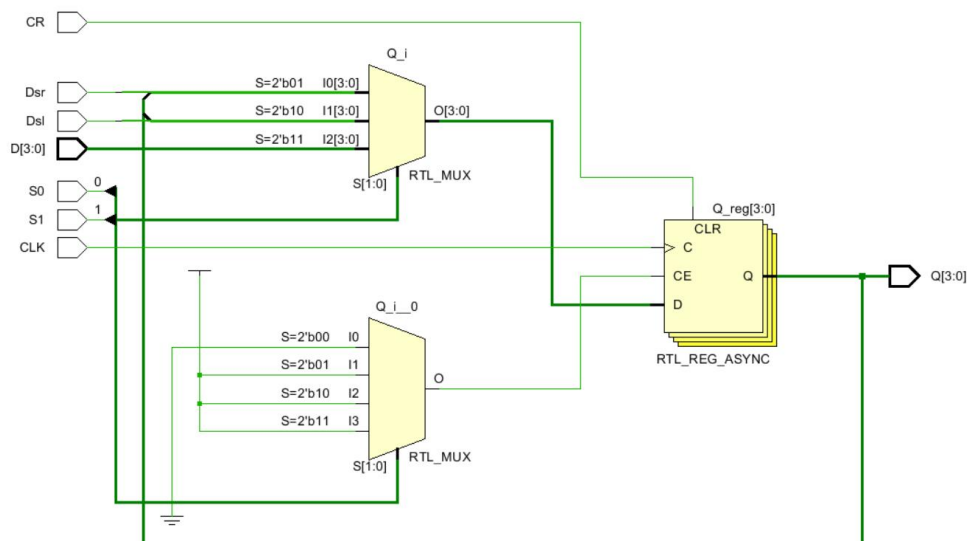 CR
Q_i
Dsr S=2'b01 I0[3:0]
Dsl S=2'b10 I1[3:0] O[3:0]
D[3:0] S=2'b11 I2[3:0]
S[1:0] RTL_MUX
S0 0
S1 1
CLK
Q_reg[3:0]
CLR
C
CE Q Q[3:0]
D
RTL_REG_ASYNC
Q_i__0
S=2'b00 I0
S=2'b01 I1
O
S=2'b10 I2
S=2'b11 I3
S[1:0] RTL_MUX